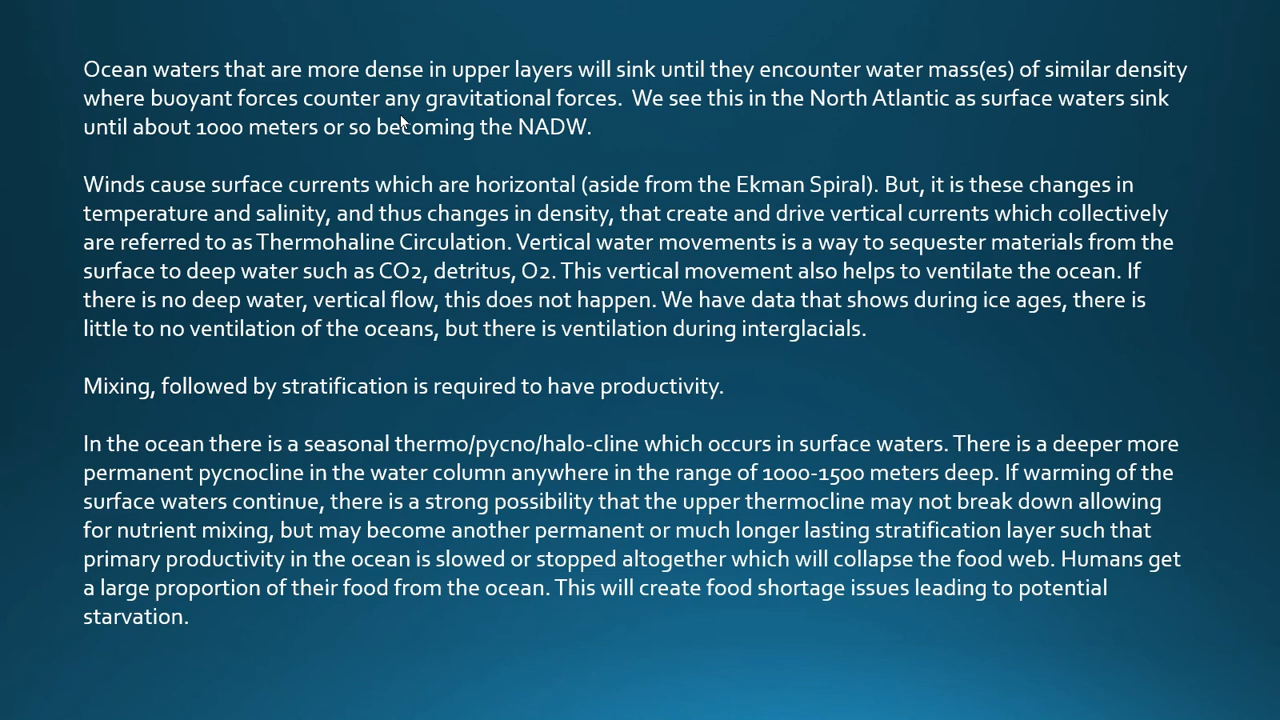 Ocean waters that are more dense in upper layers will sink until they encounter water mass(es) of similar density
where buoyant forces counter any gravitational forces.  We see this in the North Atlantic as surface waters sink
until about 1000 meters or so becoming the NADW.
Winds cause surface currents which are horizontal (aside from the Ekman Spiral). But, it is these changes in
temperature and salinity, and thus changes in density, that create and drive vertical currents which collectively
are referred to as Thermohaline Circulation. Vertical water movements is a way to sequester materials from the
surface to deep water such as CO2, detritus, O2. This vertical movement also helps to ventilate the ocean. If
there is no deep water, vertical flow, this does not happen. We have data that shows during ice ages, there is
little to no ventilation of the oceans, but there is ventilation during interglacials.
Mixing, followed by stratification is required to have productivity.
In the ocean there is a seasonal thermo/pycno/halo-cline which occurs in surface waters. There is a deeper more
permanent pycnocline in the water column anywhere in the range of 1000-1500 meters deep. If warming of the
surface waters continue, there is a strong possibility that the upper thermocline may not break down allowing
for nutrient mixing, but may become another permanent or much longer lasting stratification layer such that
primary productivity in the ocean is slowed or stopped altogether which will collapse the food web. Humans get
a large proportion of their food from the ocean. This will create food shortage issues leading to potential
starvation.